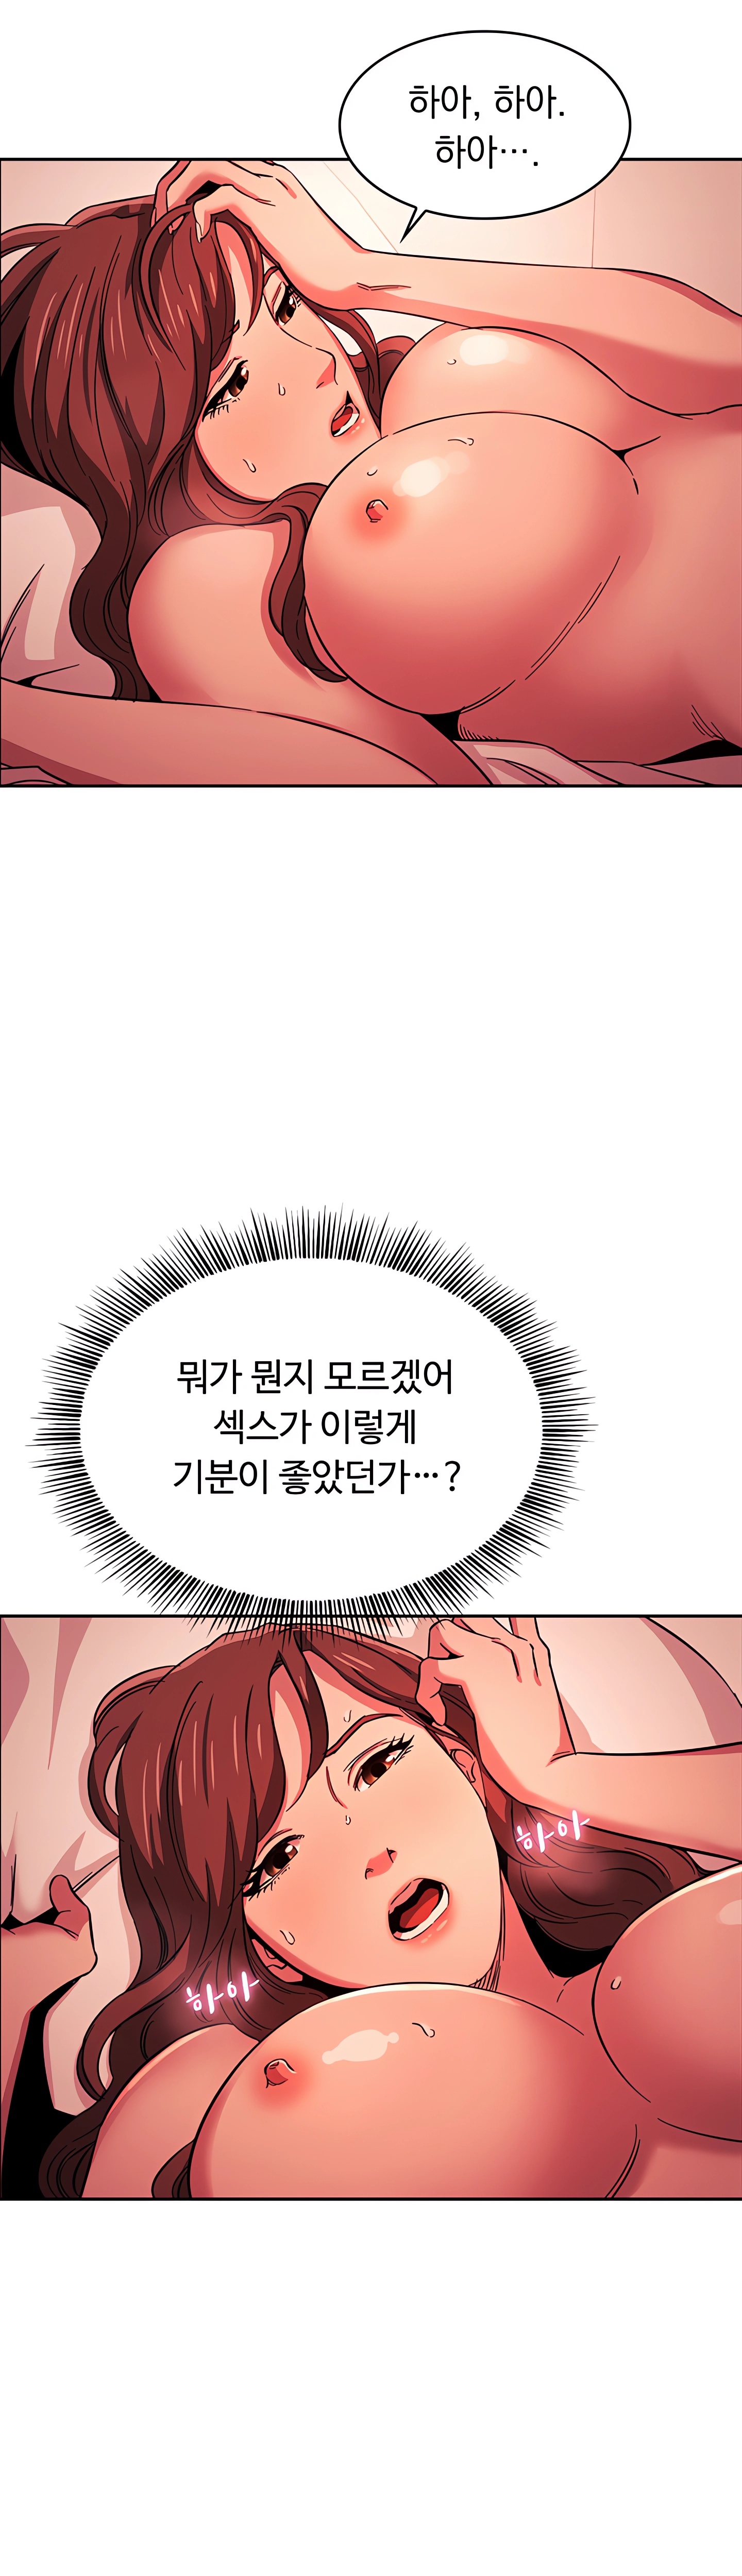 하아, 하아.
하아….
뭐가 뭔지 모르겠어
섹스가 이렇게
기분이 좋았던가…?
하아
하아